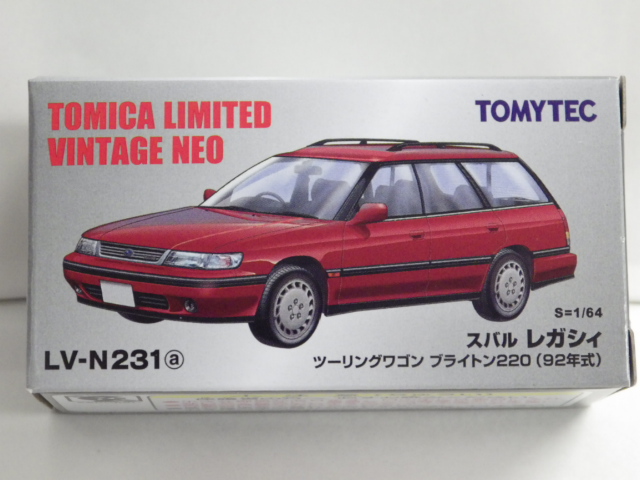 TOMICA LIMITED
VINTAGE NEO
TOMYTEC
S=1/64
スバル レガシィ
LV-N231ⓐ
ツーリングワゴン ブライトン220（92年式）